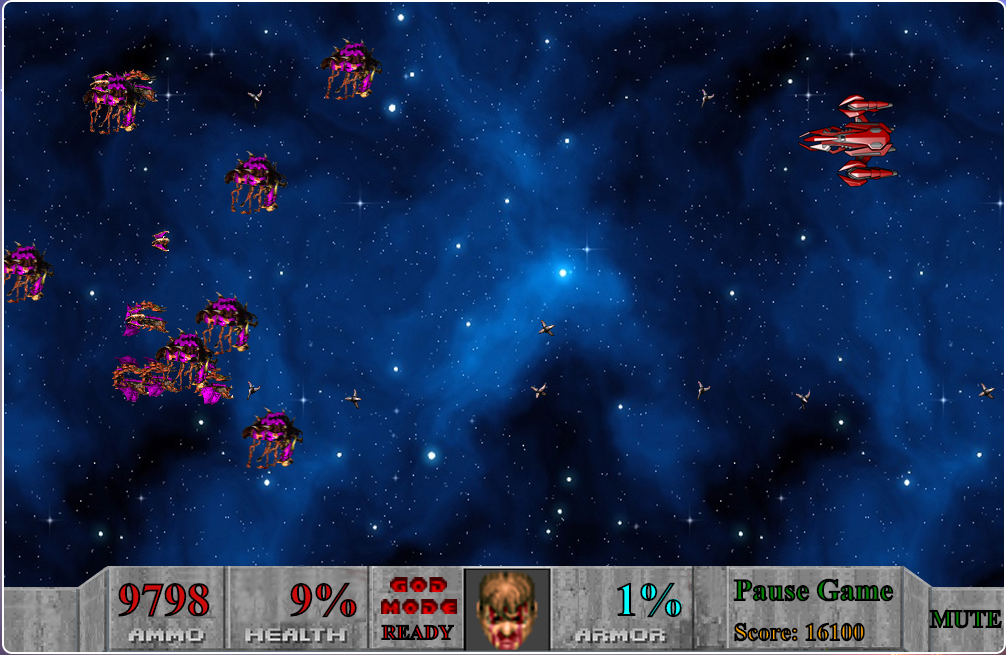 9798
AMMO
9%
HEALTH
GOD
MODE
READY
1%
ARMOR
Pause Game
Score: 16100
MUTE